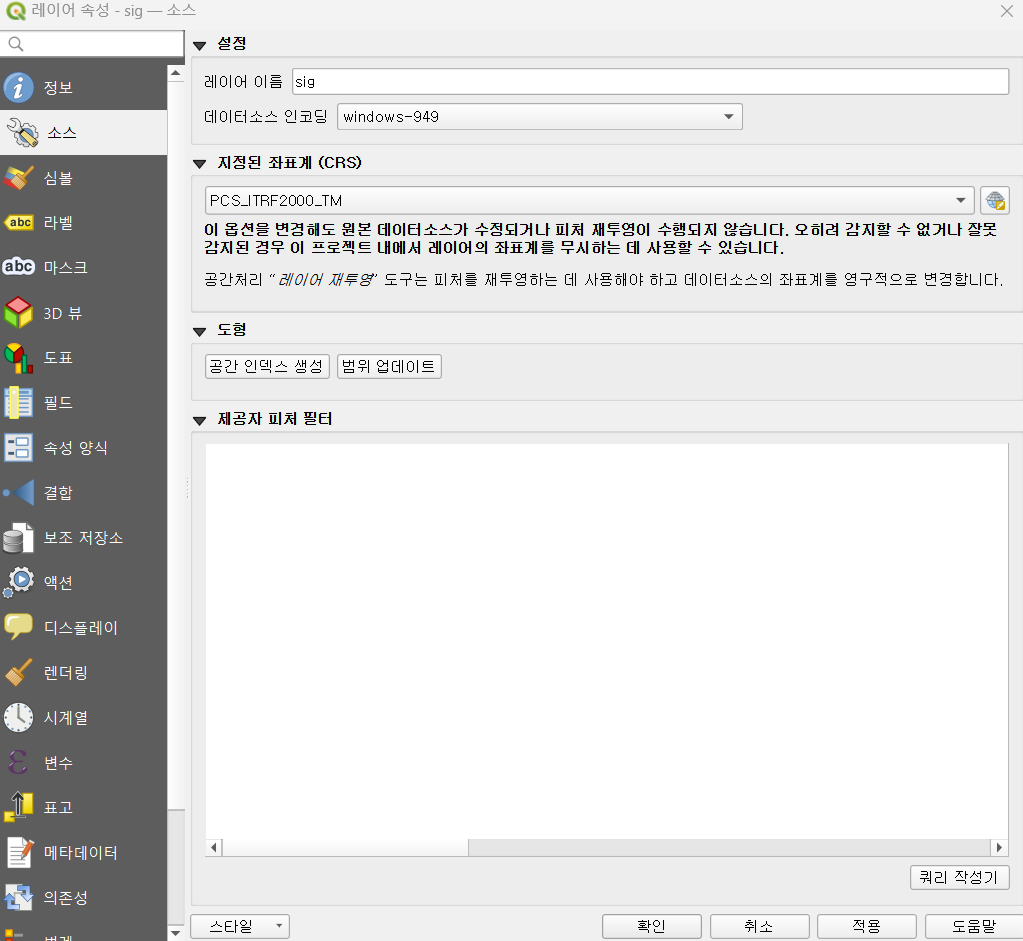 레이어 속성 - sig — 소스
정보
소스
심볼
abc 라벨
abc 마스크
3D 뷰
도표
필드
속성 양식
결합
보조 저장소
액션
디스플레이
렌더링
시계열
변수
표고
메타데이터
의존성
설정
레이어 이름 sig
데이터소스 인코딩 windows-949
지정된 좌표계 (CRS)
PCS_ITRF2000_TM
이 옵션을 변경해도 원본 데이터소스가 수정되거나 피처 재투영이 수행되지 않습니다. 오히려 감지할 수 없거나 잘못
감지된 경우 이 프로젝트 내에서 레이어의 좌표계를 무시하는 데 사용할 수 있습니다.
공간처리 “레이어 재투영” 도구는 피처를 재투영하는 데 사용해야 하고 데이터소스의 좌표계를 영구적으로 변경합니다.
도형
공간 인덱스 생성 범위 업데이트
제공자 피처 필터
쿼리 작성기
스타일 확인 취소 적용 도움말